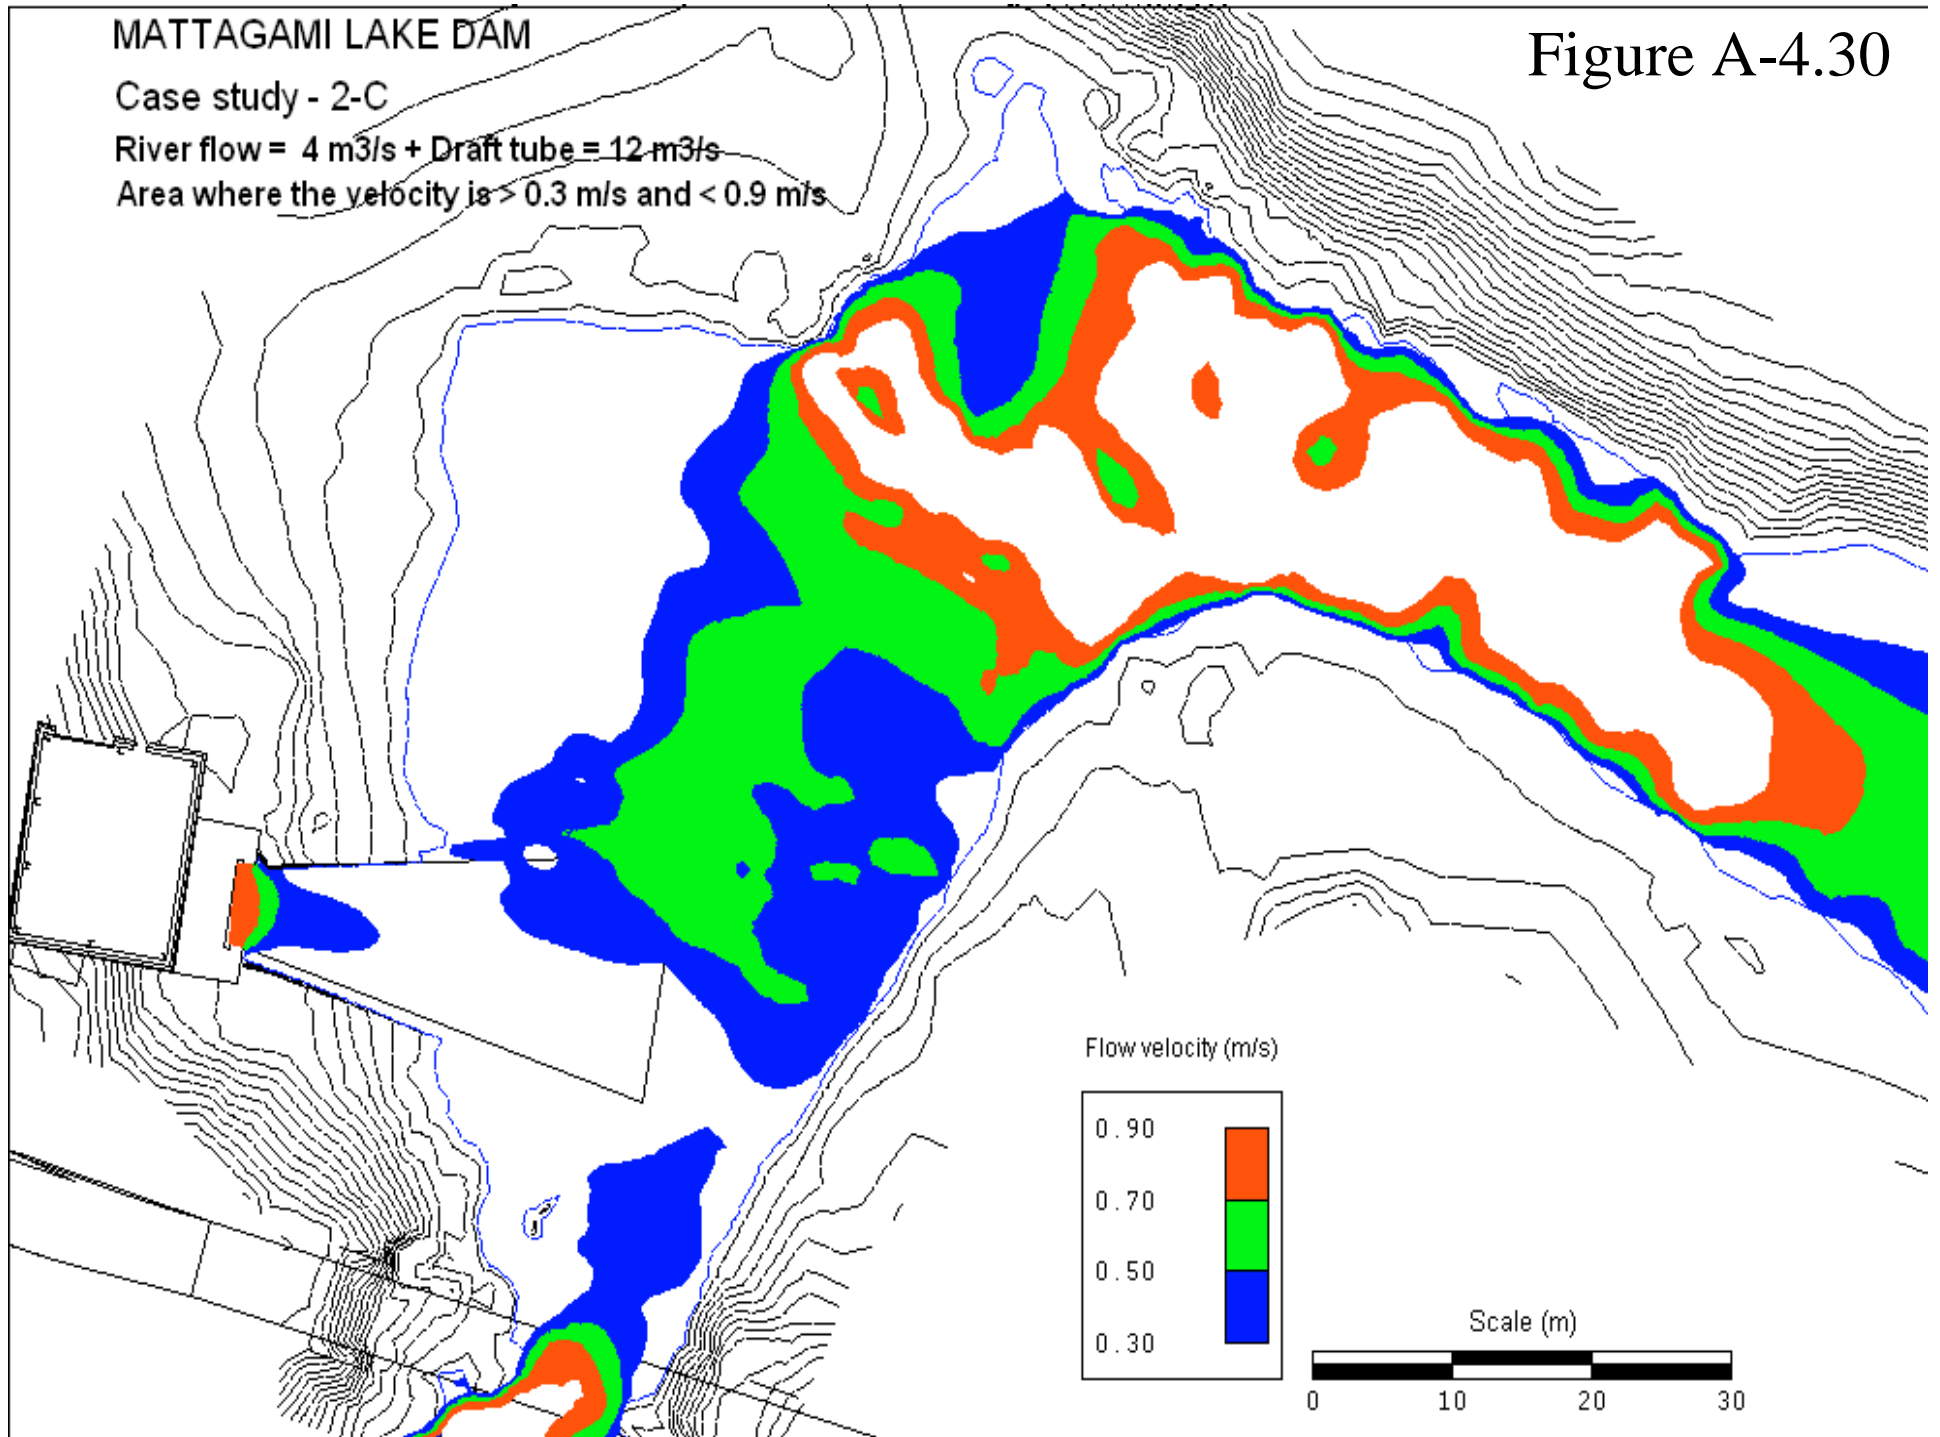 MATTAGAMI LAKE DAM
Figure A-4.30
Case study - 2-C
River flow = 4 m3/s + Draft tube = 12 m3/s
Area where the velocity is > 0.3 m/s and < 0.9 m/s
Flow velocity (m/s)
0.90
0.70
0.50
0.30
Scale (m)
0 10 20 30